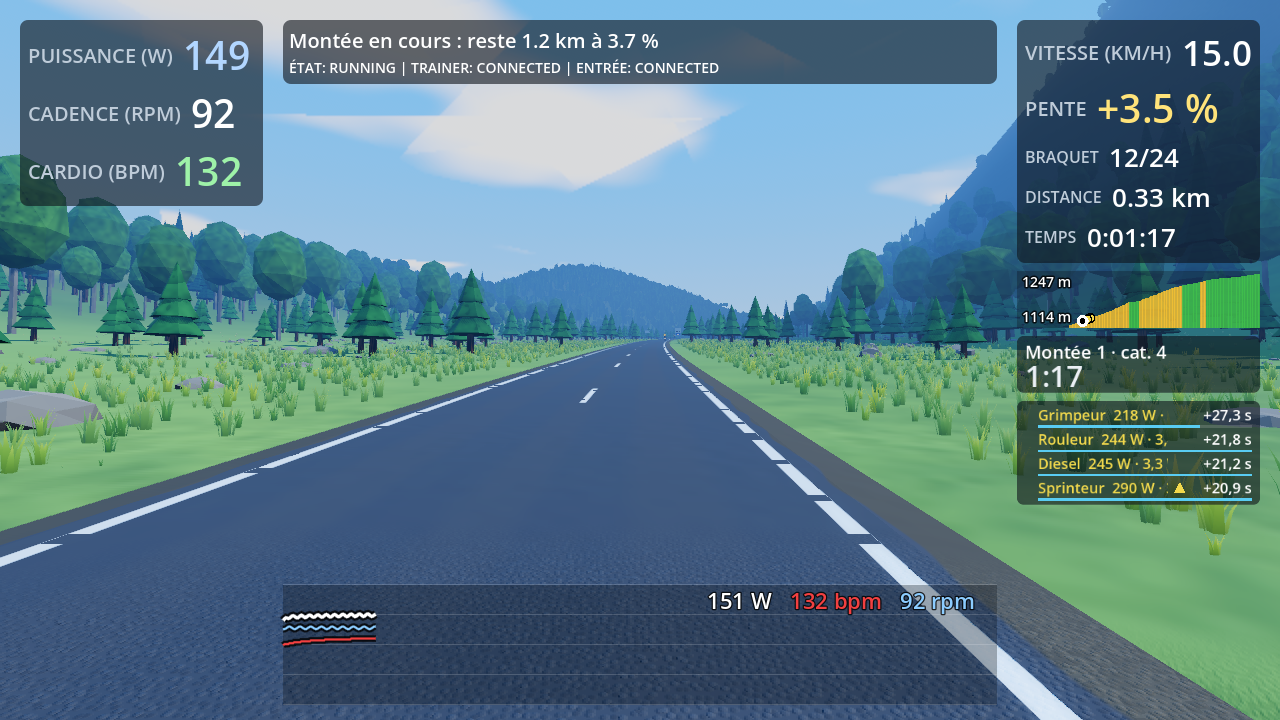 PUISSANCE (W) 149
CADENCE (RPM) 92
CARDIO (BPM) 132
Montée en cours : reste 1.2 km à 3.7 %
ÉTAT: RUNNING | TRAINER: CONNECTED | ENTRÉE: CONNECTED
VITESSE (KM/H) 15.0
PENTE +3.5 %
BRAQUET 12/24
DISTANCE 0.33 km
TEMPS 0:01:17
1247 m
1114 m
Montée 1 · cat. 4
1:17
Grimpeur 218 W · +27,3 s
Rouleur 244 W · 3, +21,8 s
Diesel 245 W · 3,3 +21,2 s
Sprinteur 290 W · +20,9 s
151 W 132 bpm 92 rpm